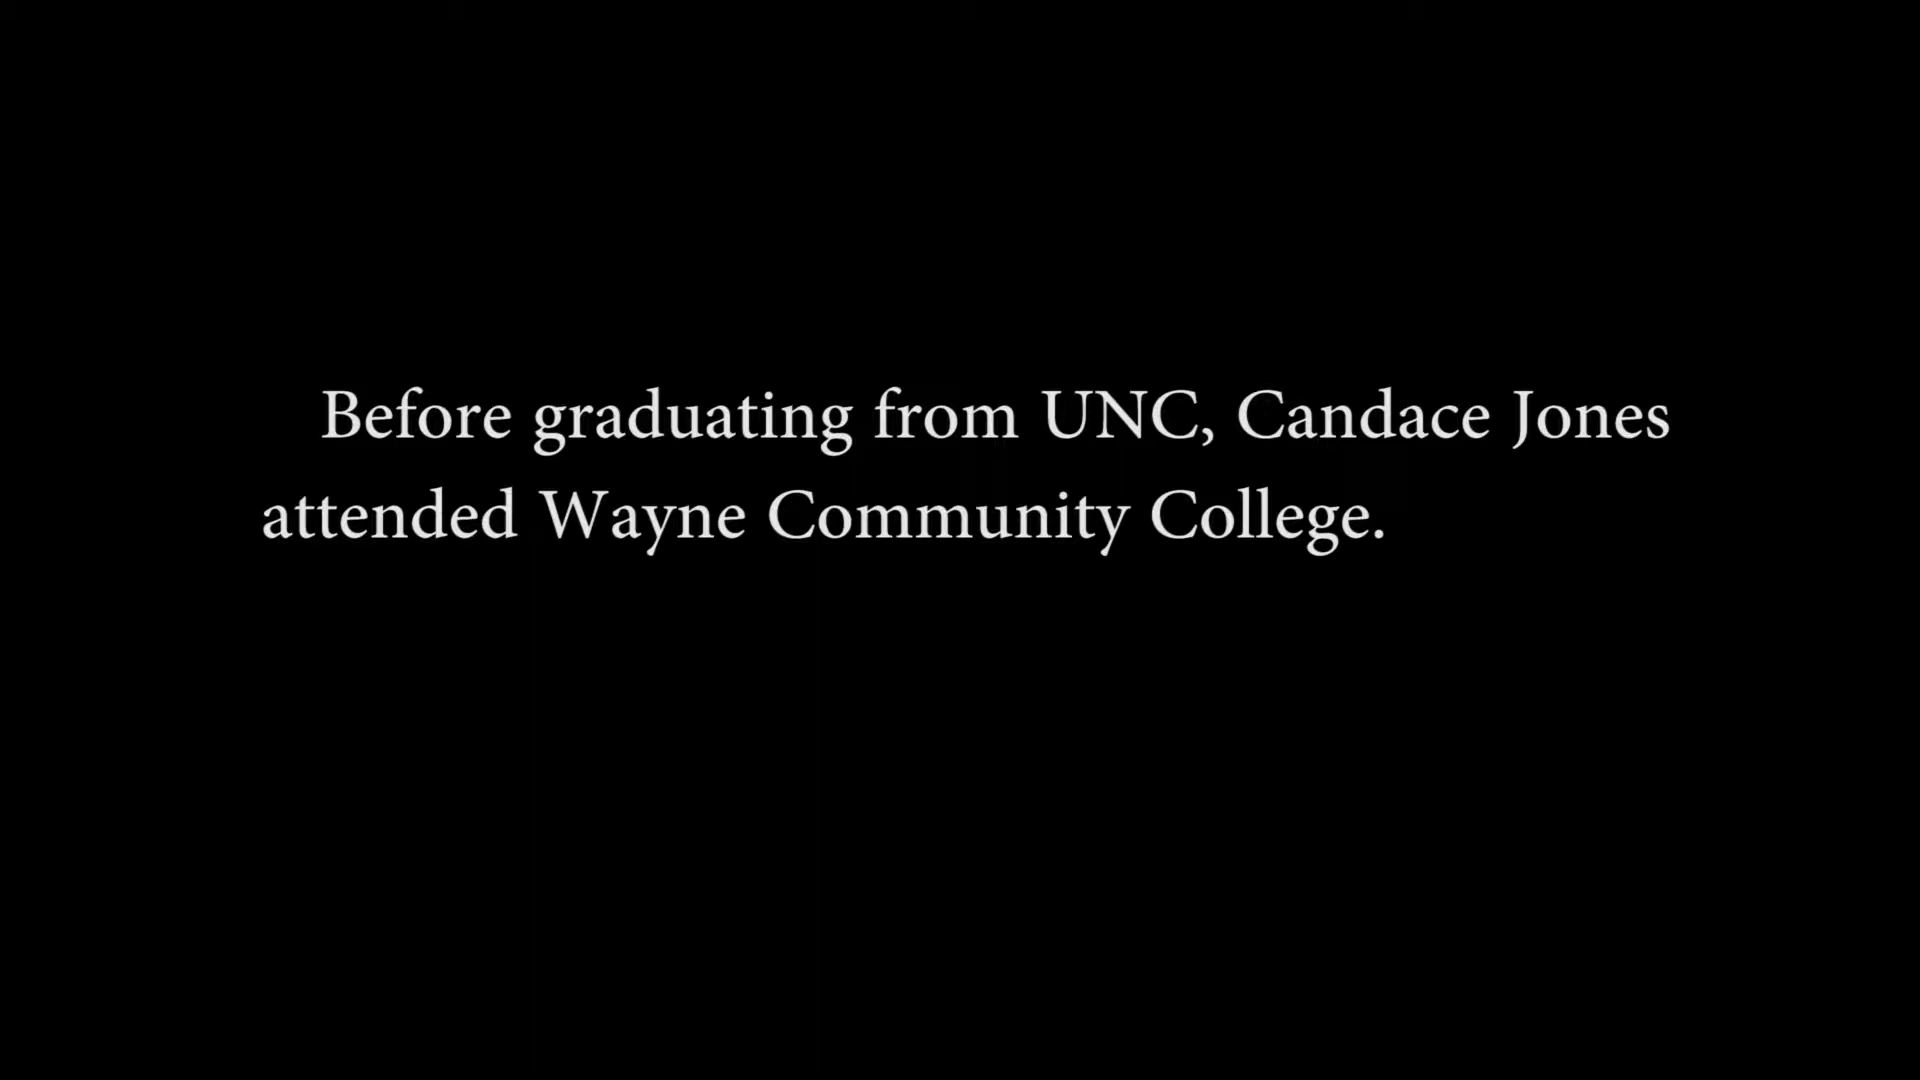 Before graduating from UNC, Candace Jones
attended Wayne Community College.